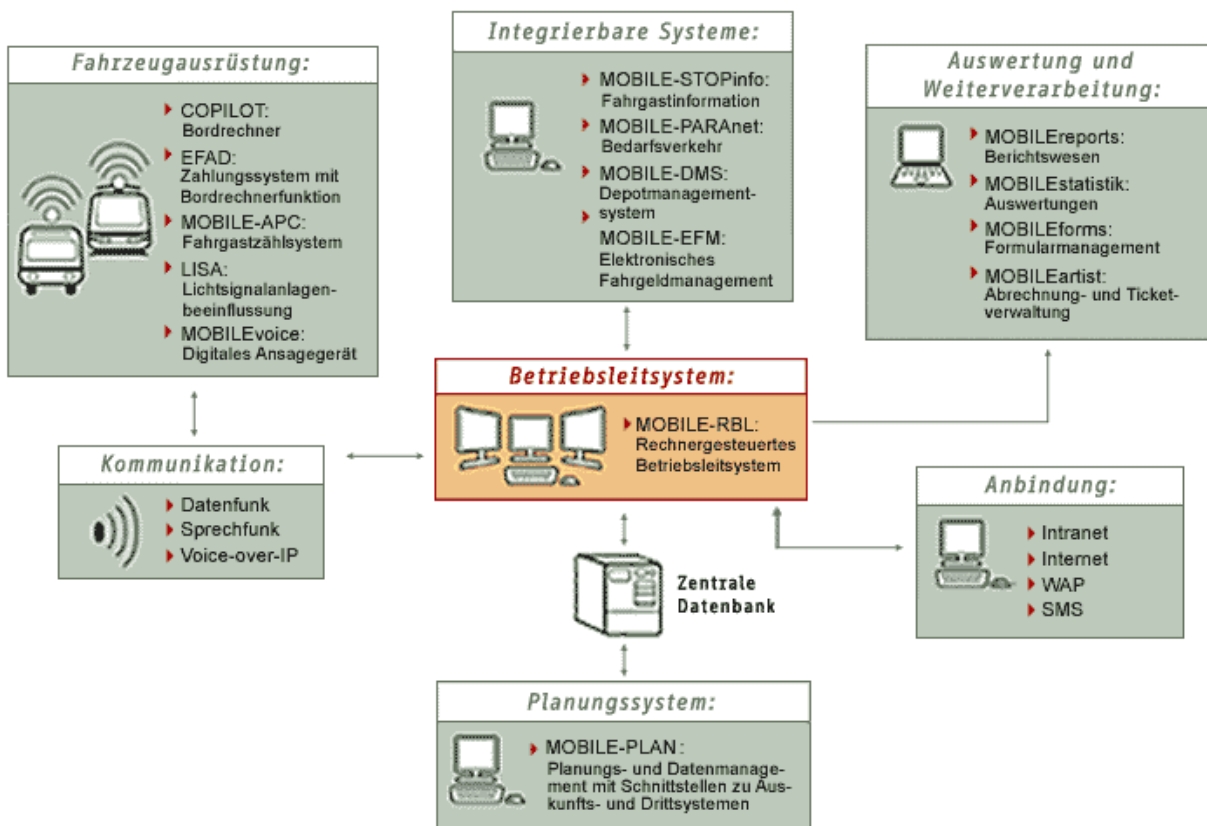 Fahrzeugausrüstung:
COPILOT:
Bordrechner
EFAD:
Zahlungssystem mit
Bordrechnerfunktion
MOBILE-APC:
Fahrgastzählsystem
LISA:
Lichtsignalanlagen-
beeinflussung
MOBILEvoice:
Digitales Ansagegerät
Integrierbare Systeme:
MOBILE-STOPinfo:
Fahrgastinformation
MOBILE-PARAnet:
Bedarfsverkehr
MOBILE-DMS:
Depotmanagement-
system
MOBILE-EFM:
Elektronisches
Fahrgeldmanagement
Auswertung und
Weiterverarbeitung:
MOBILEreports:
Berichtswesen
MOBILEstatistik:
Auswertungen
MOBILEforms:
Formularmanagement
MOBILEartist:
Abrechnung- und Ticket-
verwaltung
Betriebsleitsystem:
MOBILE-RBL:
Rechnergesteuertes
Betriebsleitsystem
Kommunikation:
Datenfunk
Sprechfunk
Voice-over-IP
Anbindung:
Intranet
Internet
WAP
SMS
Zentrale
Datenbank
Planungssystem:
MOBILE-PLAN:
Planungs- und Datenmanage-
ment mit Schnittstellen zu Aus-
kunfts- und Drittsystemen